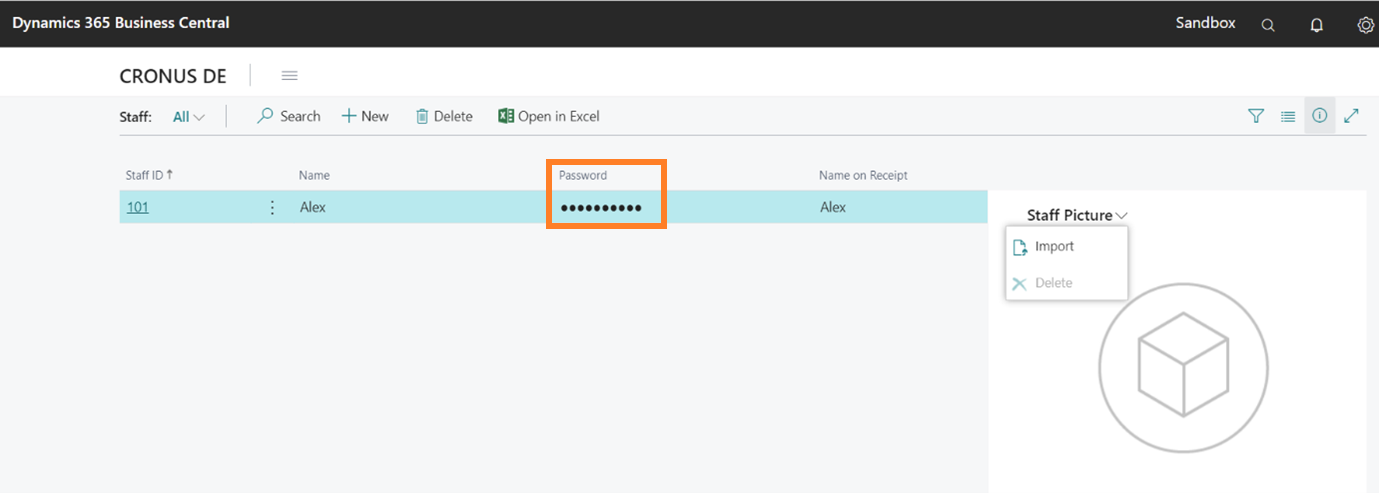 Dynamics 365 Business Central
Sandbox
CRONUS DE
Staff: All Search New Delete Open in Excel
Staff ID ↑ Name Password Name on Receipt
101 Alex ●●●●●●●●●● Alex
Staff Picture
Import
Delete